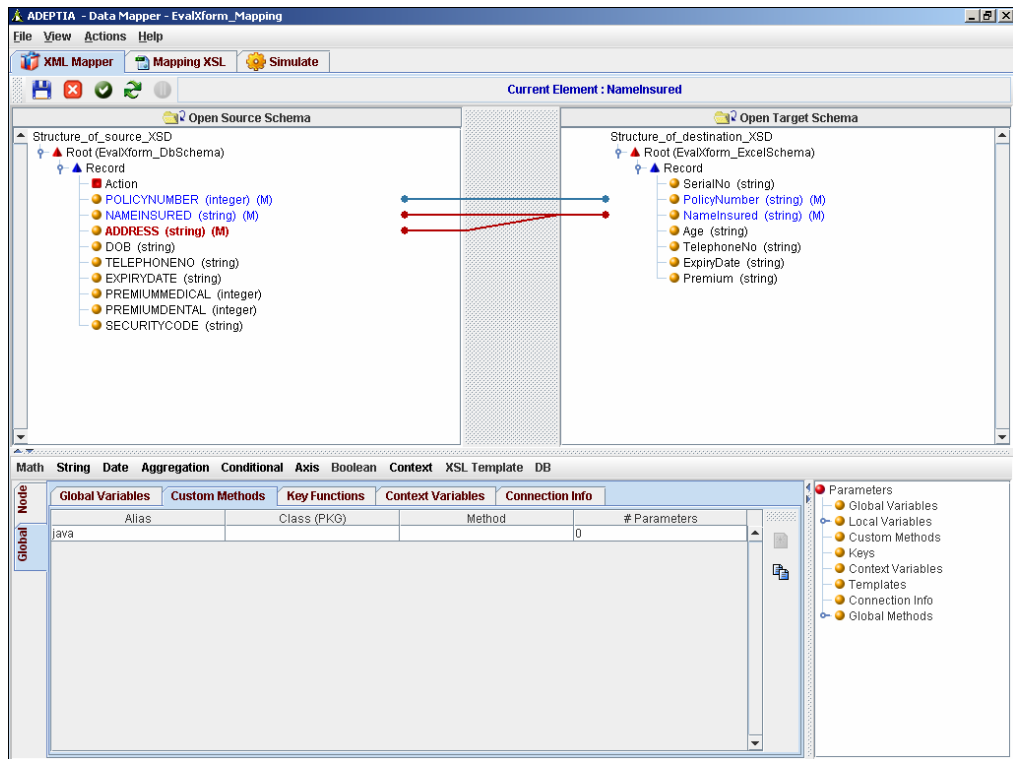 ADEPTIA - Data Mapper - EvalXform_Mapping
File View Actions Help
XML Mapper Mapping XSL Simulate
Current Element : NameInsured
Open Source Schema Open Target Schema
Structure_of_source_XSD
Root (EvalXform_DbSchema)
Record
Action
POLICYNUMBER (integer) (M)
NAMEINSURED (string) (M)
ADDRESS (string) (M)
DOB (string)
TELEPHONENO (string)
EXPIRYDATE (string)
PREMIUMMEDICAL (integer)
PREMIUMDENTAL (integer)
SECURITYCODE (string)
Structure_of_destination_XSD
Root (EvalXform_ExcelSchema)
Record
SerialNo (string)
PolicyNumber (string) (M)
NameInsured (string) (M)
Age (string)
TelephoneNo (string)
ExpiryDate (string)
Premium (string)
Math String Date Aggregation Conditional Axis Boolean Context XSL Template DB
Node
Global
Global Variables Custom Methods Key Functions Context Variables Connection Info
Alias Class (PKG) Method # Parameters
java 0
Parameters
Global Variables
Local Variables
Custom Methods
Keys
Context Variables
Templates
Connection Info
Global Methods